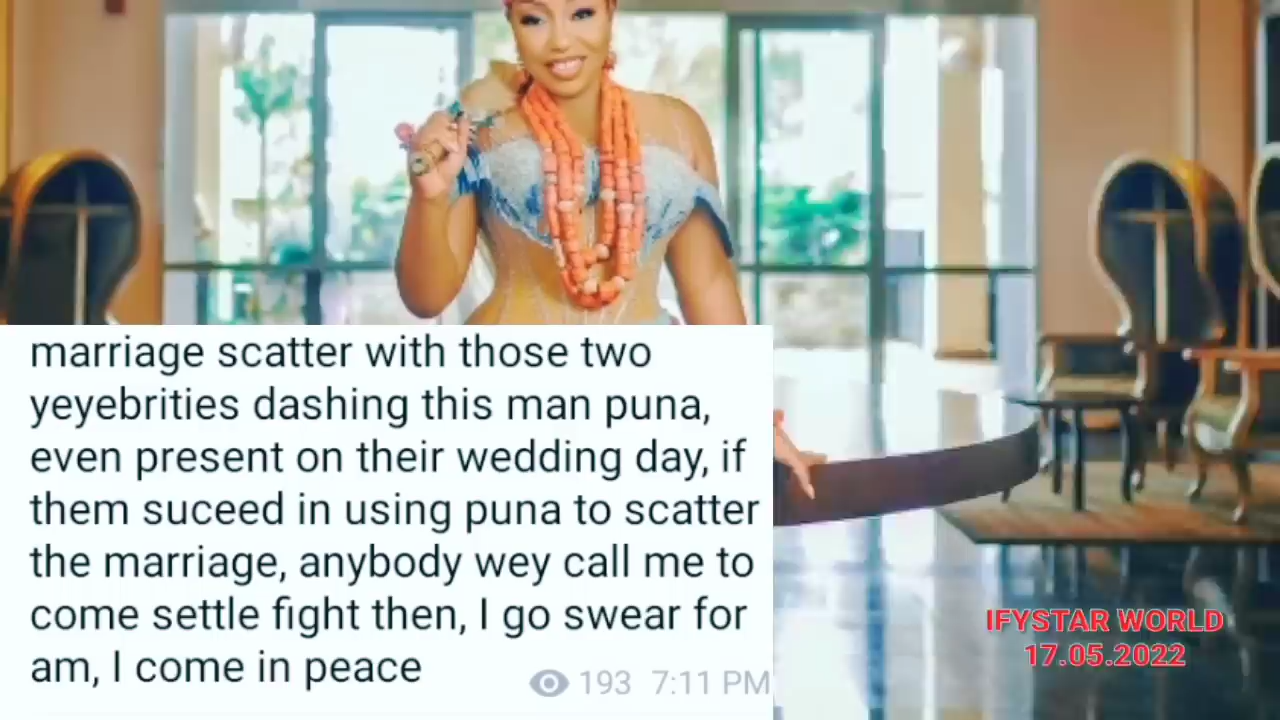 marriage scatter with those two
yeyebrities dashing this man puna,
even present on their wedding day, if
them suceed in using puna to scatter
the marriage, anybody wey call me to
come settle fight then, I go swear for
am, I come in peace
193 7:11 PM
IFYSTAR WORLD
17.05.2022